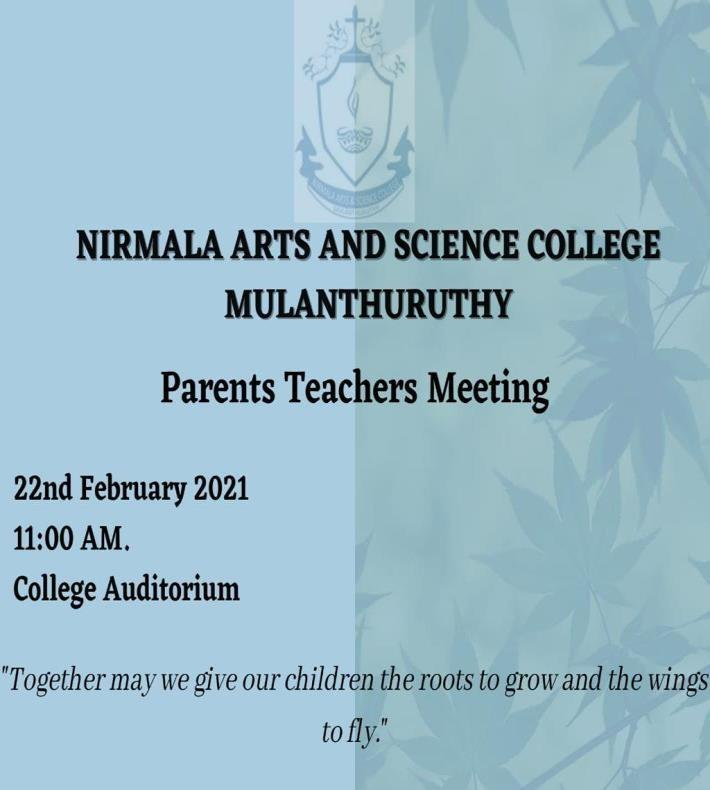 NIRMALA ARTS & SCIENCE COLLEGE
NIRMALA ARTS AND SCIENCE COLLEGE
MULANTHURUTHY
Parents Teachers Meeting
22nd February 2021
11:00 AM.
College Auditorium
"Together may we give our children the roots to grow and the wings
to fly."